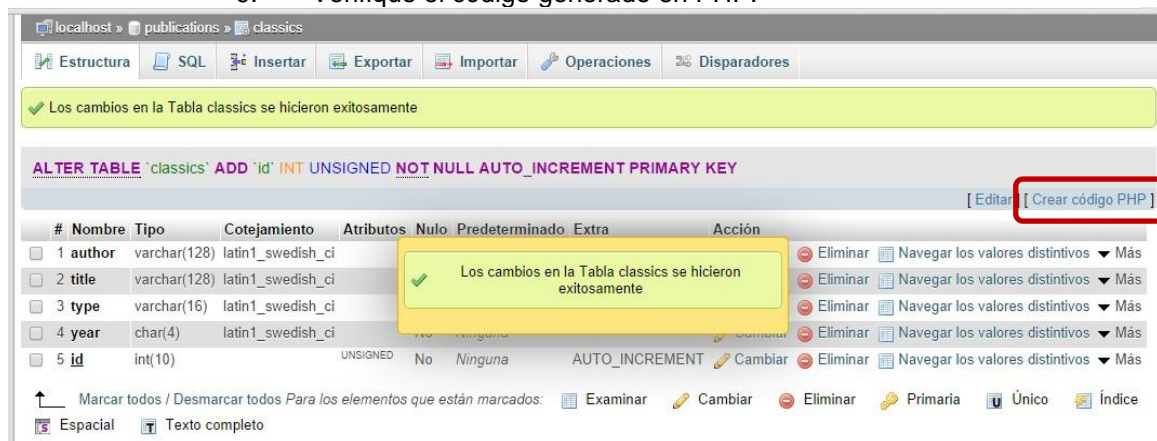 localhost » publications » classics
Estructura SQL Insertar Exportar Importar Operaciones Disparadores
Los cambios en la Tabla classics se hicieron exitosamente
ALTER TABLE `classics` ADD `id` INT UNSIGNED NOT NULL AUTO_INCREMENT PRIMARY KEY
[ Editar ] [ Crear código PHP ]
# Nombre Tipo Cotejamiento Atributos Nulo Predeterminado Extra Acción
1 author varchar(128) latin1_swedish_ci Eliminar Navegar los valores distintivos Más
2 title varchar(128) latin1_swedish_ci Eliminar Navegar los valores distintivos Más
3 type varchar(16) latin1_swedish_ci Eliminar Navegar los valores distintivos Más
4 year char(4) latin1_swedish_ci No Ninguna Cambiar Eliminar Navegar los valores distintivos Más
Los cambios en la Tabla classics se hicieron
exitosamente
5 id int(10) UNSIGNED No Ninguna AUTO_INCREMENT Cambiar Eliminar Navegar los valores distintivos Más
Marcar todos / Desmarcar todos Para los elementos que están marcados: Examinar Cambiar Eliminar Primaria Único Índice
Espacial Texto completo